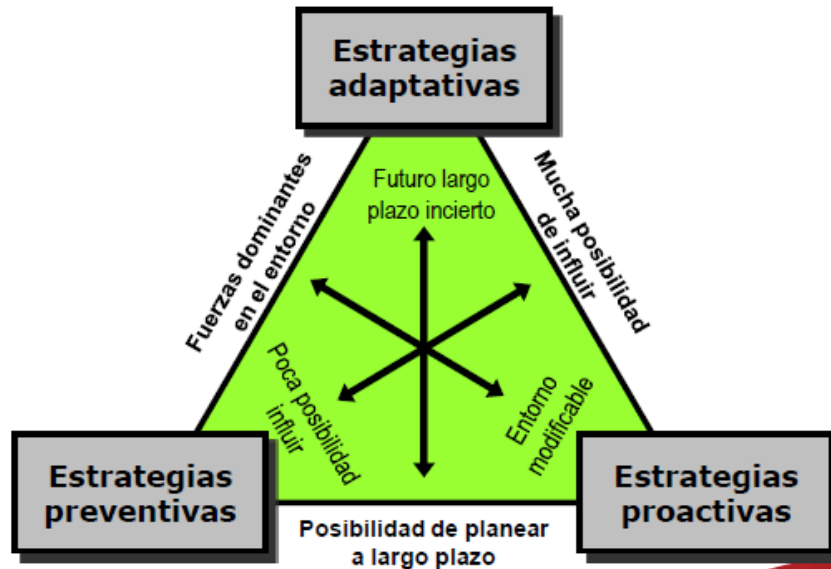 Estrategias
adaptativas
Fuerzas dominantes
en el entorno
Futuro largo
plazo incierto
Mucha posibilidad
de influir
Poca posibilidad
influir
Entorno
modificable
Estrategias
preventivas
Posibilidad de planear
a largo plazo
Estrategias
proactivas